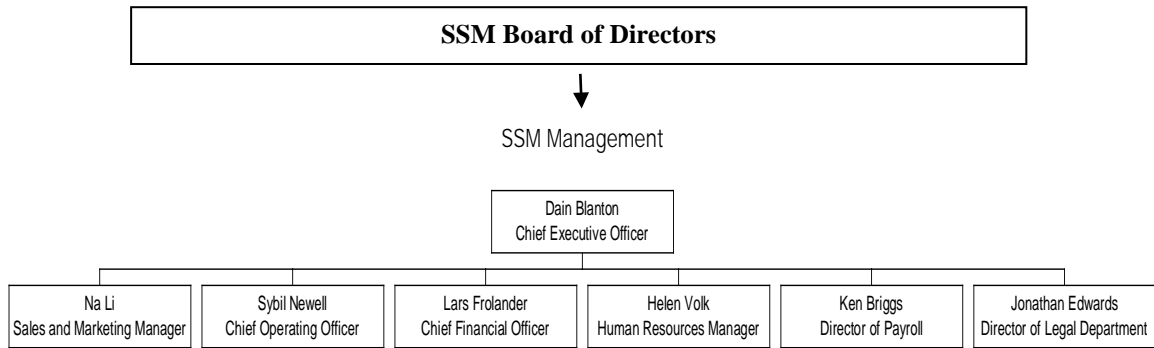 SSM Board of Directors
SSM Management
Dain Blanton
Chief Executive Officer
Na Li
Sales and Marketing Manager
Sybil Newell
Chief Operating Officer
Lars Frolander
Chief Financial Officer
Helen Volk
Human Resources Manager
Ken Briggs
Director of Payroll
Jonathan Edwards
Director of Legal Department